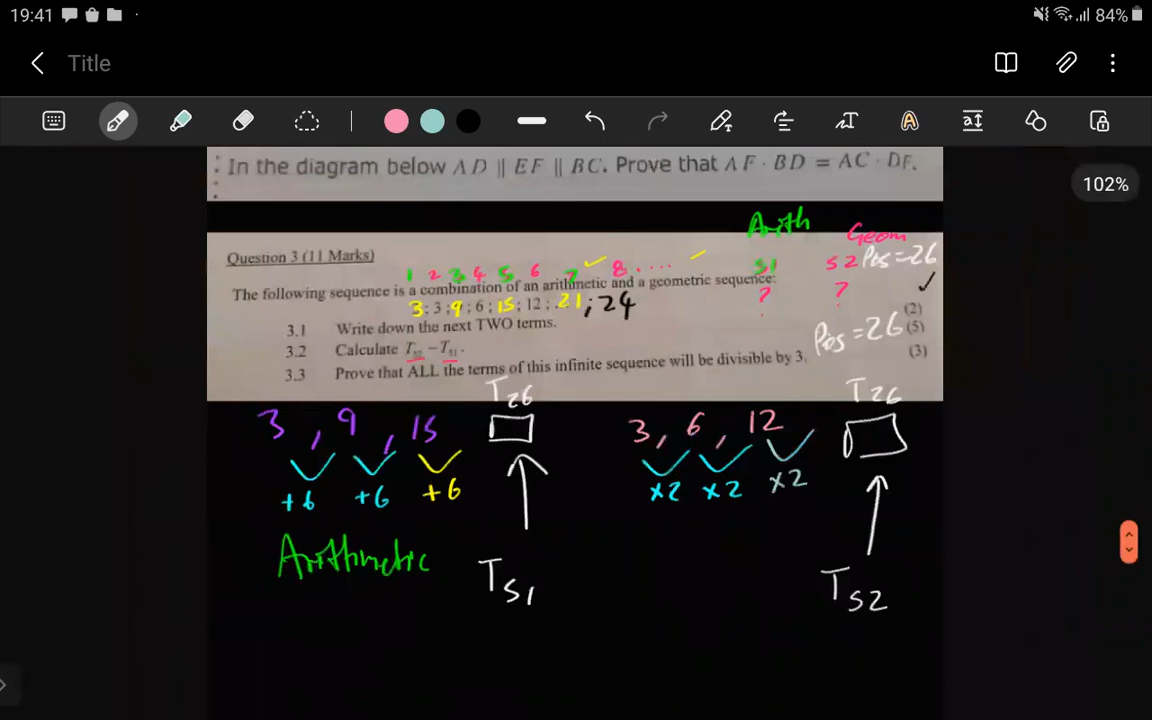 19:41
84%
Title
102%
In the diagram below AD || EF || BC. Prove that AF · BD = AC · DF.
Arith
Geom
Question 3 (11 Marks)
1 2 3 4 5 6 7 8 ....
S1
S2 Pos=26
The following sequence is a combination of an arithmetic and a geometric sequence:
3; 3; 9; 6; 15; 12; 21; 24
?
?
3.1 Write down the next TWO terms. (2)
3.2 Calculate T52 – T51. (5)
Pos=26
3.3 Prove that ALL the terms of this infinite sequence will be divisible by 3. (3)
3, 9, 15
T26
3, 6, 12
T26
+6 +6 +6
×2 ×2 ×2
Arithmetic
T51
T52